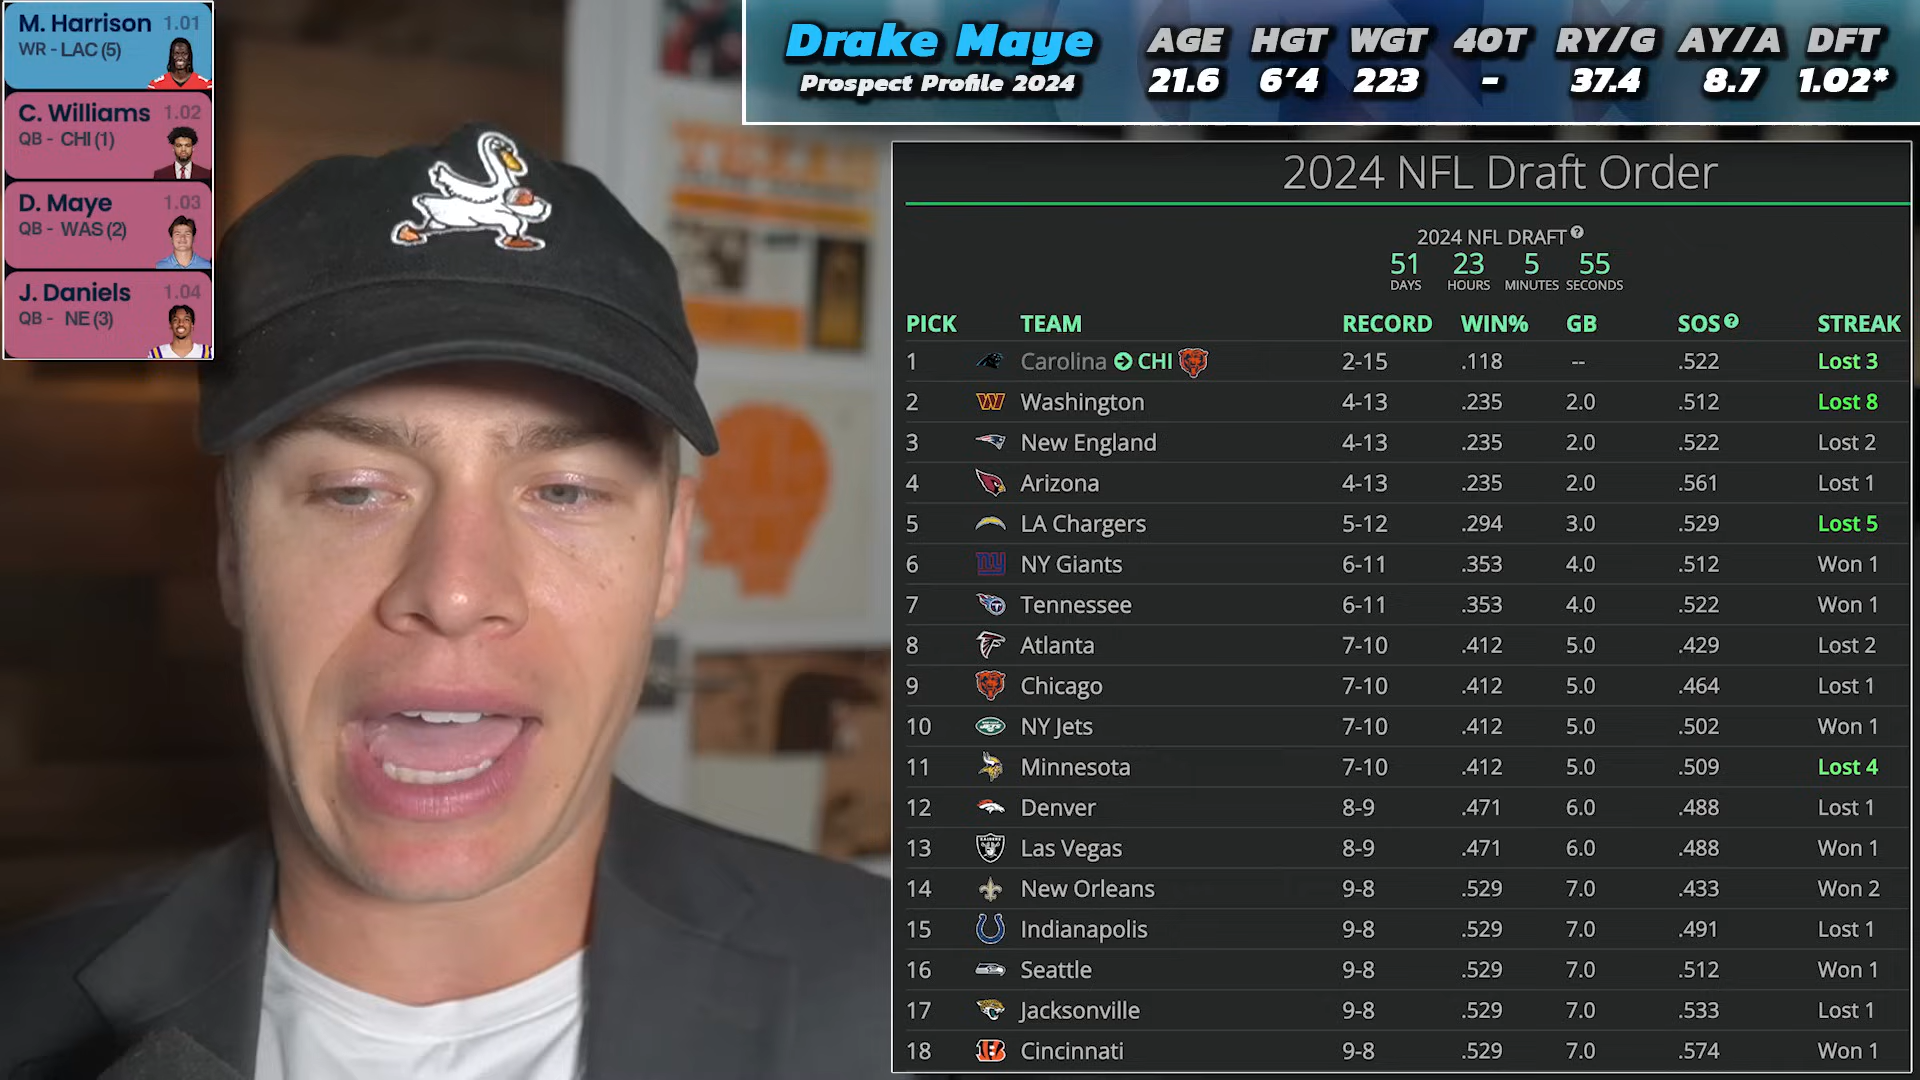 M. Harrison 1.01
WR - LAC (5)
C. Williams 1.02
QB - CHI (1)
D. Maye 1.03
QB - WAS (2)
J. Daniels 1.04
QB - NE (3)
Drake Maye
Prospect Profile 2024
AGE HGT WGT 40T RY/G AY/A DFT
21.6 6'4 223 - 37.4 8.7 1.02*
2024 NFL Draft Order
2024 NFL DRAFT ?
51 23 5 55
DAYS HOURS MINUTES SECONDS
PICK TEAM RECORD WIN% GB SOS ? STREAK
1 Carolina CHI 2-15 .118 -- .522 Lost 3
2 Washington 4-13 .235 2.0 .512 Lost 8
3 New England 4-13 .235 2.0 .522 Lost 2
4 Arizona 4-13 .235 2.0 .561 Lost 1
5 LA Chargers 5-12 .294 3.0 .529 Lost 5
6 NY Giants 6-11 .353 4.0 .512 Won 1
7 Tennessee 6-11 .353 4.0 .522 Won 1
8 Atlanta 7-10 .412 5.0 .429 Lost 2
9 Chicago 7-10 .412 5.0 .464 Lost 1
10 NY Jets 7-10 .412 5.0 .502 Won 1
11 Minnesota 7-10 .412 5.0 .509 Lost 4
12 Denver 8-9 .471 6.0 .488 Lost 1
13 Las Vegas 8-9 .471 6.0 .488 Won 1
14 New Orleans 9-8 .529 7.0 .433 Won 2
15 Indianapolis 9-8 .529 7.0 .491 Lost 1
16 Seattle 9-8 .529 7.0 .512 Won 1
17 Jacksonville 9-8 .529 7.0 .533 Lost 1
18 Cincinnati 9-8 .529 7.0 .574 Won 1